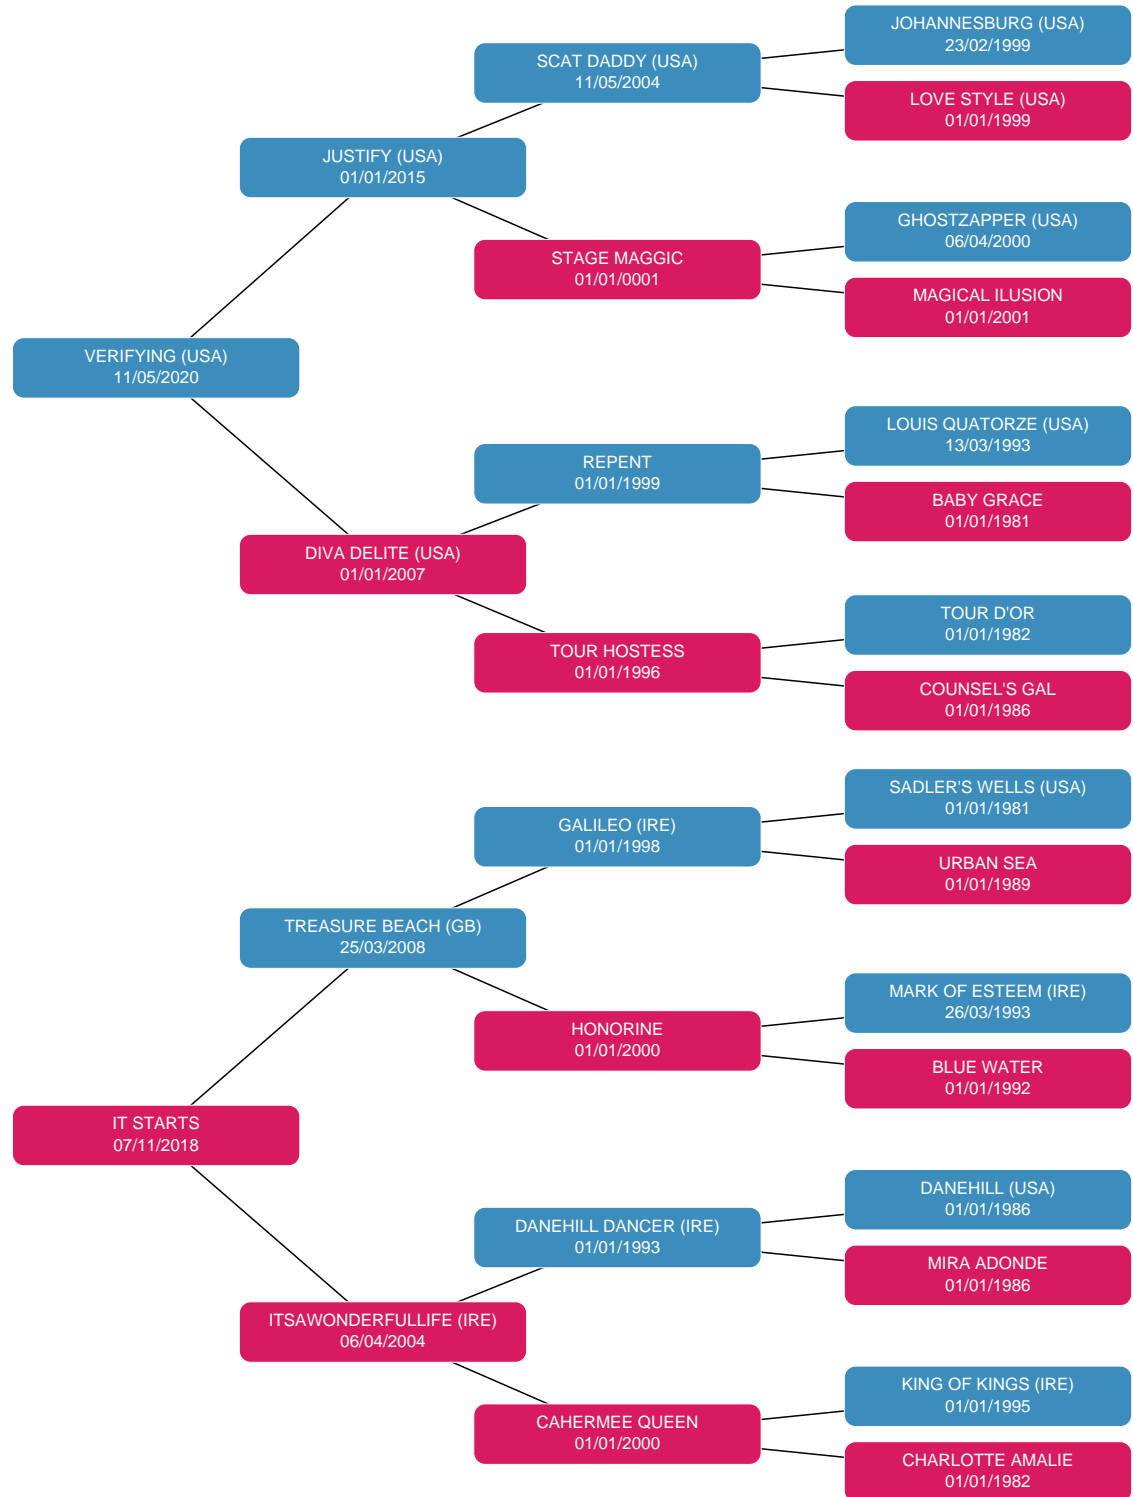 JOHANNESBURG (USA)
23/02/1999
SCAT DADDY (USA)
11/05/2004
LOVE STYLE (USA)
01/01/1999
JUSTIFY (USA)
01/01/2015
GHOSTZAPPER (USA)
06/04/2000
STAGE MAGGIC
01/01/0001
MAGICAL ILUSION
01/01/2001
VERIFYING (USA)
11/05/2020
LOUIS QUATORZE (USA)
13/03/1993
REPENT
01/01/1999
BABY GRACE
01/01/1981
DIVA DELITE (USA)
01/01/2007
TOUR D'OR
01/01/1982
TOUR HOSTESS
01/01/1996
COUNSEL'S GAL
01/01/1986
SADLER'S WELLS (USA)
01/01/1981
GALILEO (IRE)
01/01/1998
URBAN SEA
01/01/1989
TREASURE BEACH (GB)
25/03/2008
MARK OF ESTEEM (IRE)
26/03/1993
HONORINE
01/01/2000
BLUE WATER
01/01/1992
IT STARTS
07/11/2018
DANEHILL (USA)
01/01/1986
DANEHILL DANCER (IRE)
01/01/1993
MIRA ADONDE
01/01/1986
ITSAWONDERFULLIFE (IRE)
06/04/2004
KING OF KINGS (IRE)
01/01/1995
CAHERMEE QUEEN
01/01/2000
CHARLOTTE AMALIE
01/01/1982